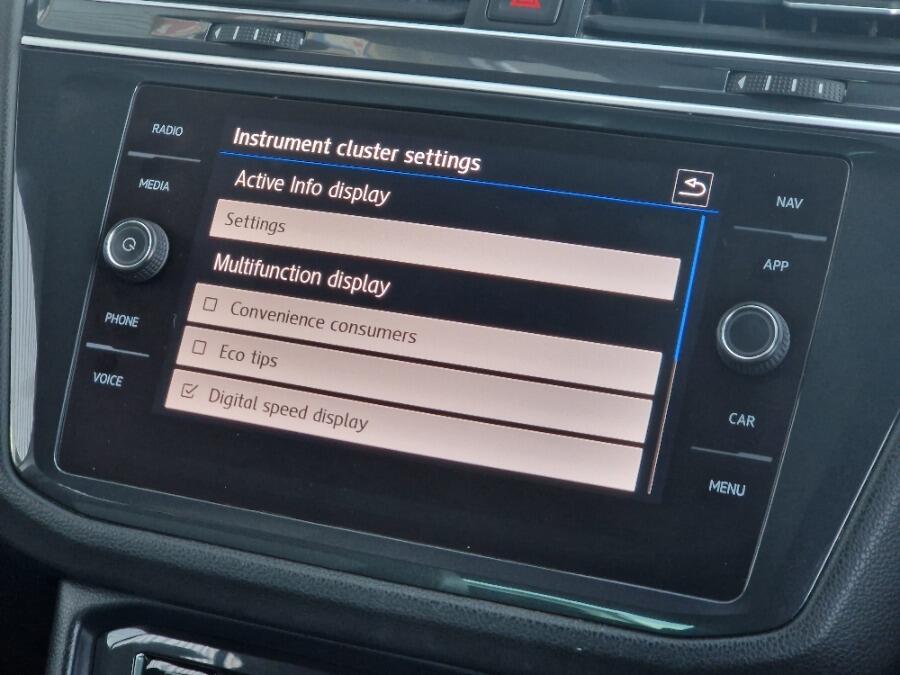 RADIO
MEDIA
PHONE
VOICE
Instrument cluster settings
Active Info display
Settings
Multifunction display
Convenience consumers
Eco tips
Digital speed display
NAV
APP
CAR
MENU